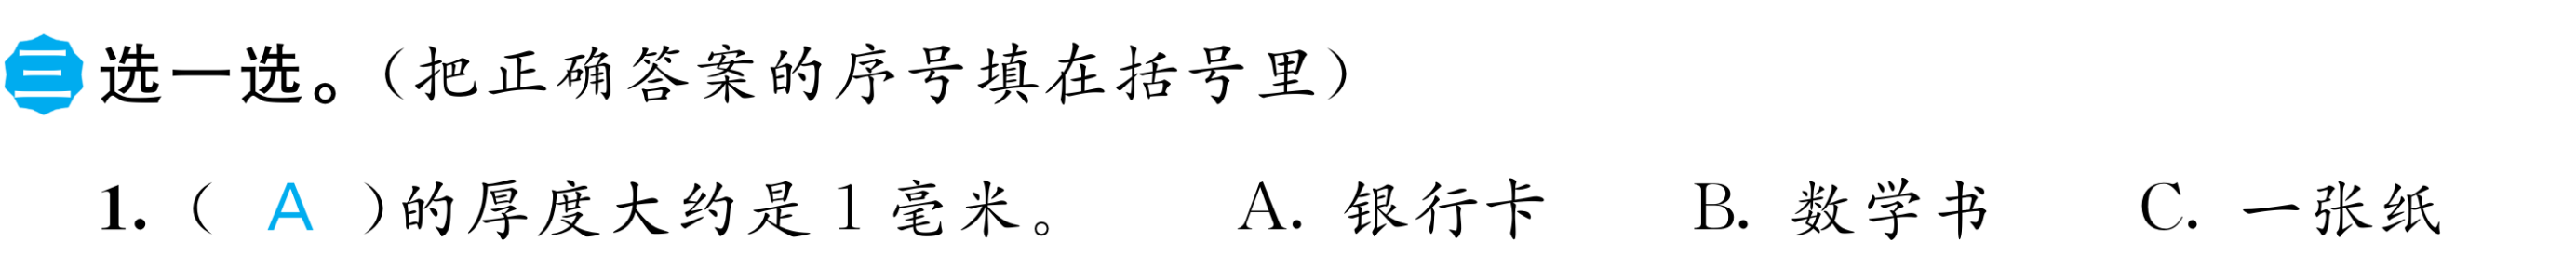 三 选一选。(把正确答案的序号填在括号里)
1. ( A )的厚度大约是 1 毫米。 A. 银行卡 B. 数学书 C. 一张纸